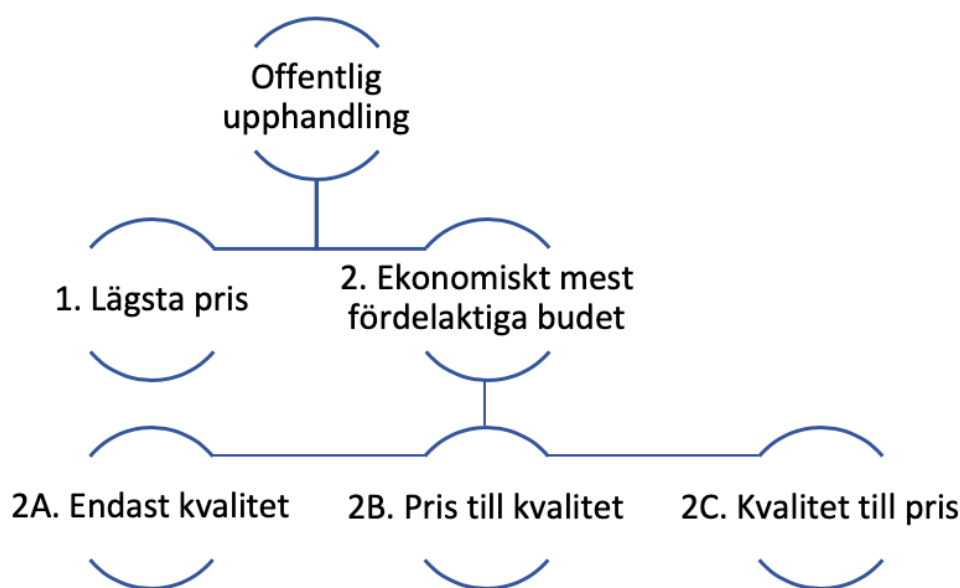 Offentlig
upphandling
1. Lägsta pris
2. Ekonomiskt mest
fördelaktiga budet
2A. Endast kvalitet
2B. Pris till kvalitet
2C. Kvalitet till pris